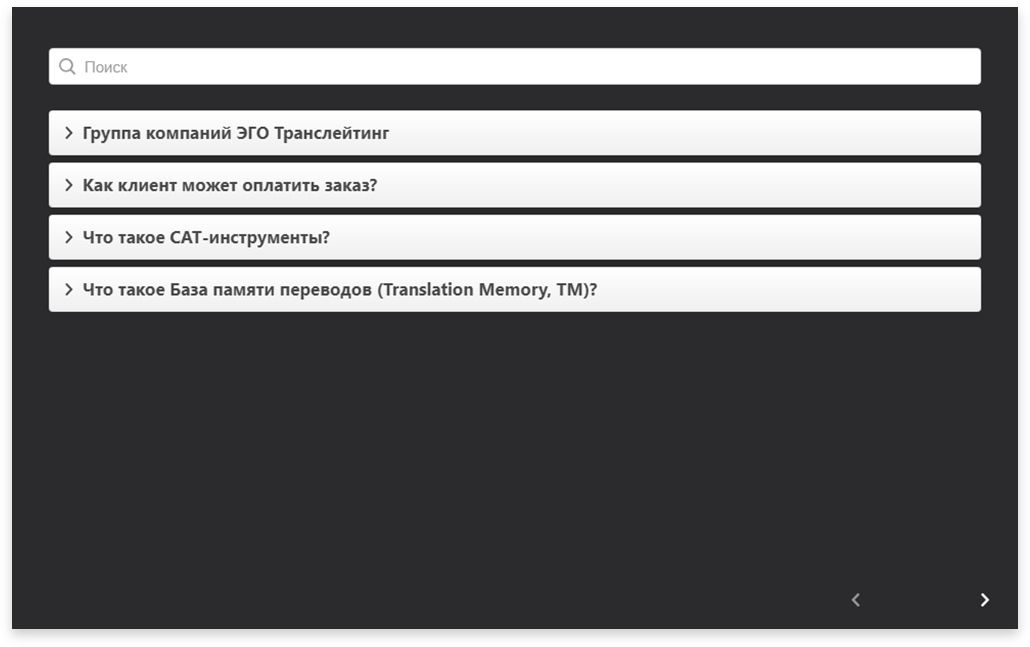 Поиск
Группа компаний ЭГО Транслейтинг
Как клиент может оплатить заказ?
Что такое CAT-инструменты?
Что такое База памяти переводов (Translation Memory, TM)?